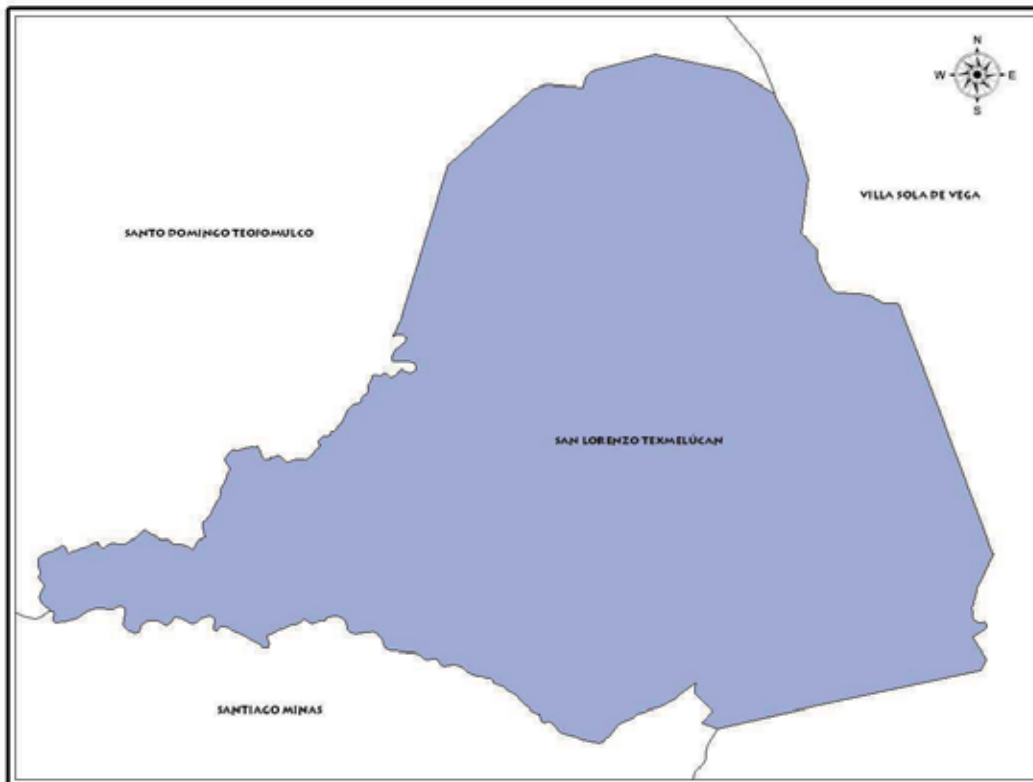 N
W E
S
VILLA SOLA DE VEGA
SANTO DOMINGO TEOJOMULCO
SAN LORENZO TEXMELÚCAN
SANTIAGO MINAS